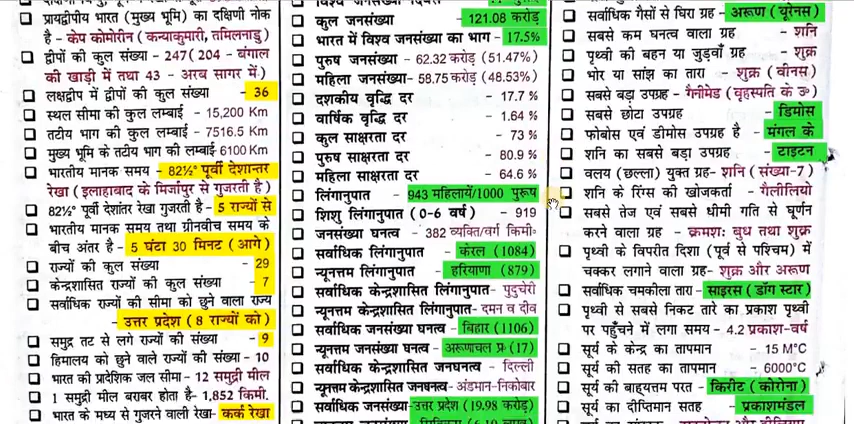 प्रायद्वीपीय भारत (मुख्य भूमि) का दक्षिणी नोक
है - केप कोमोरीन (कन्याकुमारी, तमिलनाडु)
द्वीपों की कुल संख्या - 247 (204 - बंगाल
की खाड़ी में तथा 43 - अरब सागर में)
लक्षद्वीप में द्वीपों की कुल संख्या - 36
स्थल सीमा की कुल लम्बाई - 15,200 Km
तटीय भाग की कुल लम्बाई - 7516.5 Km
मुख्य भूमि के तटीय भाग की लम्बाई - 6100 Km
भारतीय मानक समय - 82½° पूर्वी देशान्तर
रेखा (इलाहाबाद के मिर्जापुर से गुजरती है)
82½° पूर्वी देशांतर रेखा गुजरती है - 5 राज्यों से
भारतीय मानक समय तथा ग्रीनवीच समय के
बीच अंतर है - 5 घंटा 30 मिनट (आगे)
राज्यों की कुल संख्या - 29
केन्द्रशासित राज्यों की कुल संख्या - 7
सर्वाधिक राज्यों की सीमा को छुने वाला राज्य
- उत्तर प्रदेश (8 राज्यों को)
समुद्र तट से लगे राज्यों की संख्या - 9
हिमालय को छुने वाले राज्यों की संख्या - 10
भारत की प्रादेशिक जल सीमा - 12 समुद्री मील
1 समुद्री मील बराबर होता है - 1,852 किमी.
भारत के मध्य से गुजरने वाली रेखा - कर्क रेखा
कुल जनसंख्या - 121.08 करोड़
भारत में विश्व जनसंख्या का भाग - 17.5%
पुरुष जनसंख्या - 62.32 करोड़ (51.47%)
महिला जनसंख्या - 58.75 करोड़ (48.53%)
दशकीय वृद्धि दर - 17.7 %
वार्षिक वृद्धि दर - 1.64 %
कुल साक्षरता दर - 73 %
पुरुष साक्षरता दर - 80.9 %
महिला साक्षरता दर - 64.6 %
लिंगानुपात - 943 महिलायें/1000 पुरूष
शिशु लिंगानुपात (0-6 वर्ष) - 919
जनसंख्या घनत्व - 382 व्यक्ति/वर्ग किमी॰
सर्वाधिक लिंगानुपात - केरल (1084)
न्यूनतम लिंगानुपात - हरियाणा (879)
सर्वाधिक केन्द्रशासित लिंगानुपात - पुदुचेरी
न्यूनतम केन्द्रशासित लिंगानुपात - दमन व दीव
सर्वाधिक जनसंख्या घनत्व - बिहार (1106)
न्यूनतम जनसंख्या घनत्व - अरूणाचल प्र॰ (17)
सर्वाधिक केन्द्रशासित जनघनत्व - दिल्ली
न्यूनतम केन्द्रशासित जनघनत्व - अंडमान-निकोबार
सर्वाधिक जनसंख्या - उत्तर प्रदेश (19.98 करोड़)
सर्वाधिक गैसों से घिरा ग्रह - अरूण (यूरेनस)
सबसे कम घनत्व वाला ग्रह - शनि
पृथ्वी की बहन या जुड़वाँ ग्रह - शुक्र
भोर या सांझ का तारा - शुक्र (वीनस)
सबसे बड़ा उपग्रह - गैनीमेड (वृहस्पति के उ॰)
सबसे छोटा उपग्रह - डिमोस
फोबोस एवं डीमोस उपग्रह है - मंगल के
शनि का सबसे बड़ा उपग्रह - टाइटन
वलय (छल्ला) युक्त ग्रह - शनि (संख्या-7)
शनि के रिंग्स की खोजकर्ता - गैलीलियो
सबसे तेज एवं सबसे धीमी गति से घूर्णन
करने वाला ग्रह - क्रमशः बुध तथा शुक्र
पृथ्वी के विपरीत दिशा (पूर्व से पश्चिम) में
चक्कर लगाने वाला ग्रह - शुक्र और अरूण
सर्वाधिक चमकीला तारा - साइरस (डॉग स्टार)
पृथ्वी से सबसे निकट तारे का प्रकाश पृथ्वी
पर पहुँचने में लगा समय - 4.2 प्रकाश-वर्ष
सूर्य के केन्द्र का तापमान - 15 M°C
सूर्य की सतह का तापमान - 6000°C
सूर्य की बाह्यतम परत - किरीट (कोरोना)
सूर्य का दीप्तिमान सतह - प्रकाशमंडल